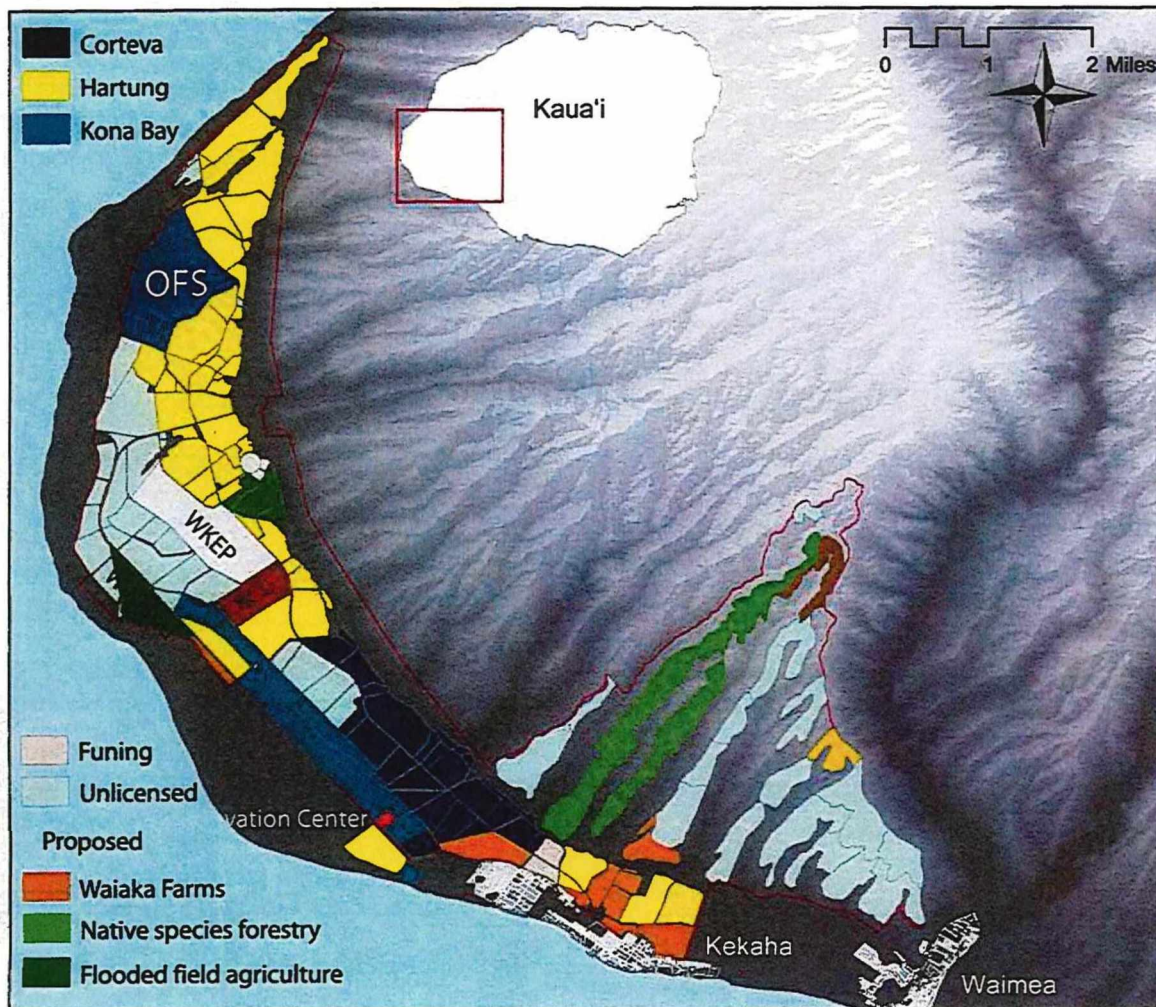 Corteva
Hartung
Kona Bay
Kaua'i
0 1 2 Miles
OFS
WKEP
Funing
Unlicensed
vation Center
Proposed
Waiaka Farms
Native species forestry
Flooded field agriculture
Kekaha
Waimea